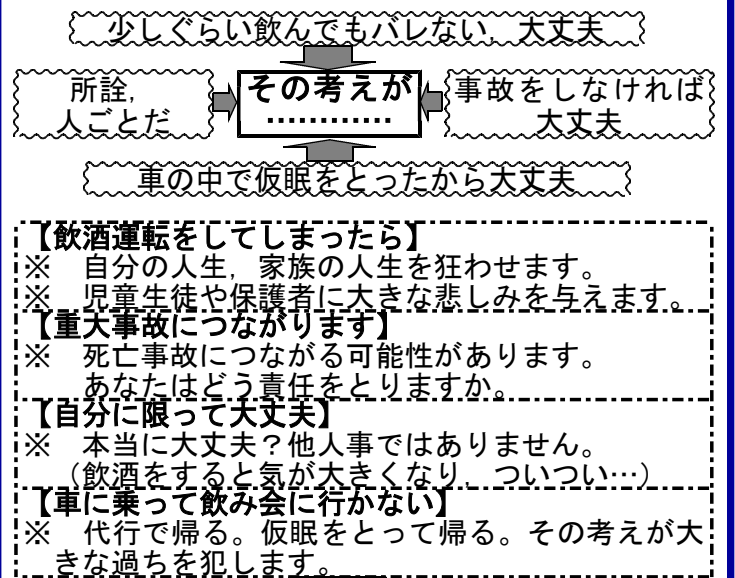 少しぐらい飲んでもバレない，大丈夫
所詮，
人ごとだ
その考えが
…………
事故をしなければ
大丈夫
車の中で仮眠をとったから大丈夫
【飲酒運転をしてしまったら】
※　自分の人生，家族の人生を狂わせます。
※　児童生徒や保護者に大きな悲しみを与えます。
【重大事故につながります】
※　死亡事故につながる可能性があります。
あなたはどう責任をとりますか。
【自分に限って大丈夫】
※　本当に大丈夫？他人事ではありません。
（飲酒をすると気が大きくなり，ついつい…）
【車に乗って飲み会に行かない】
※　代行で帰る。仮眠をとって帰る。その考えが大
きな過ちを犯します。